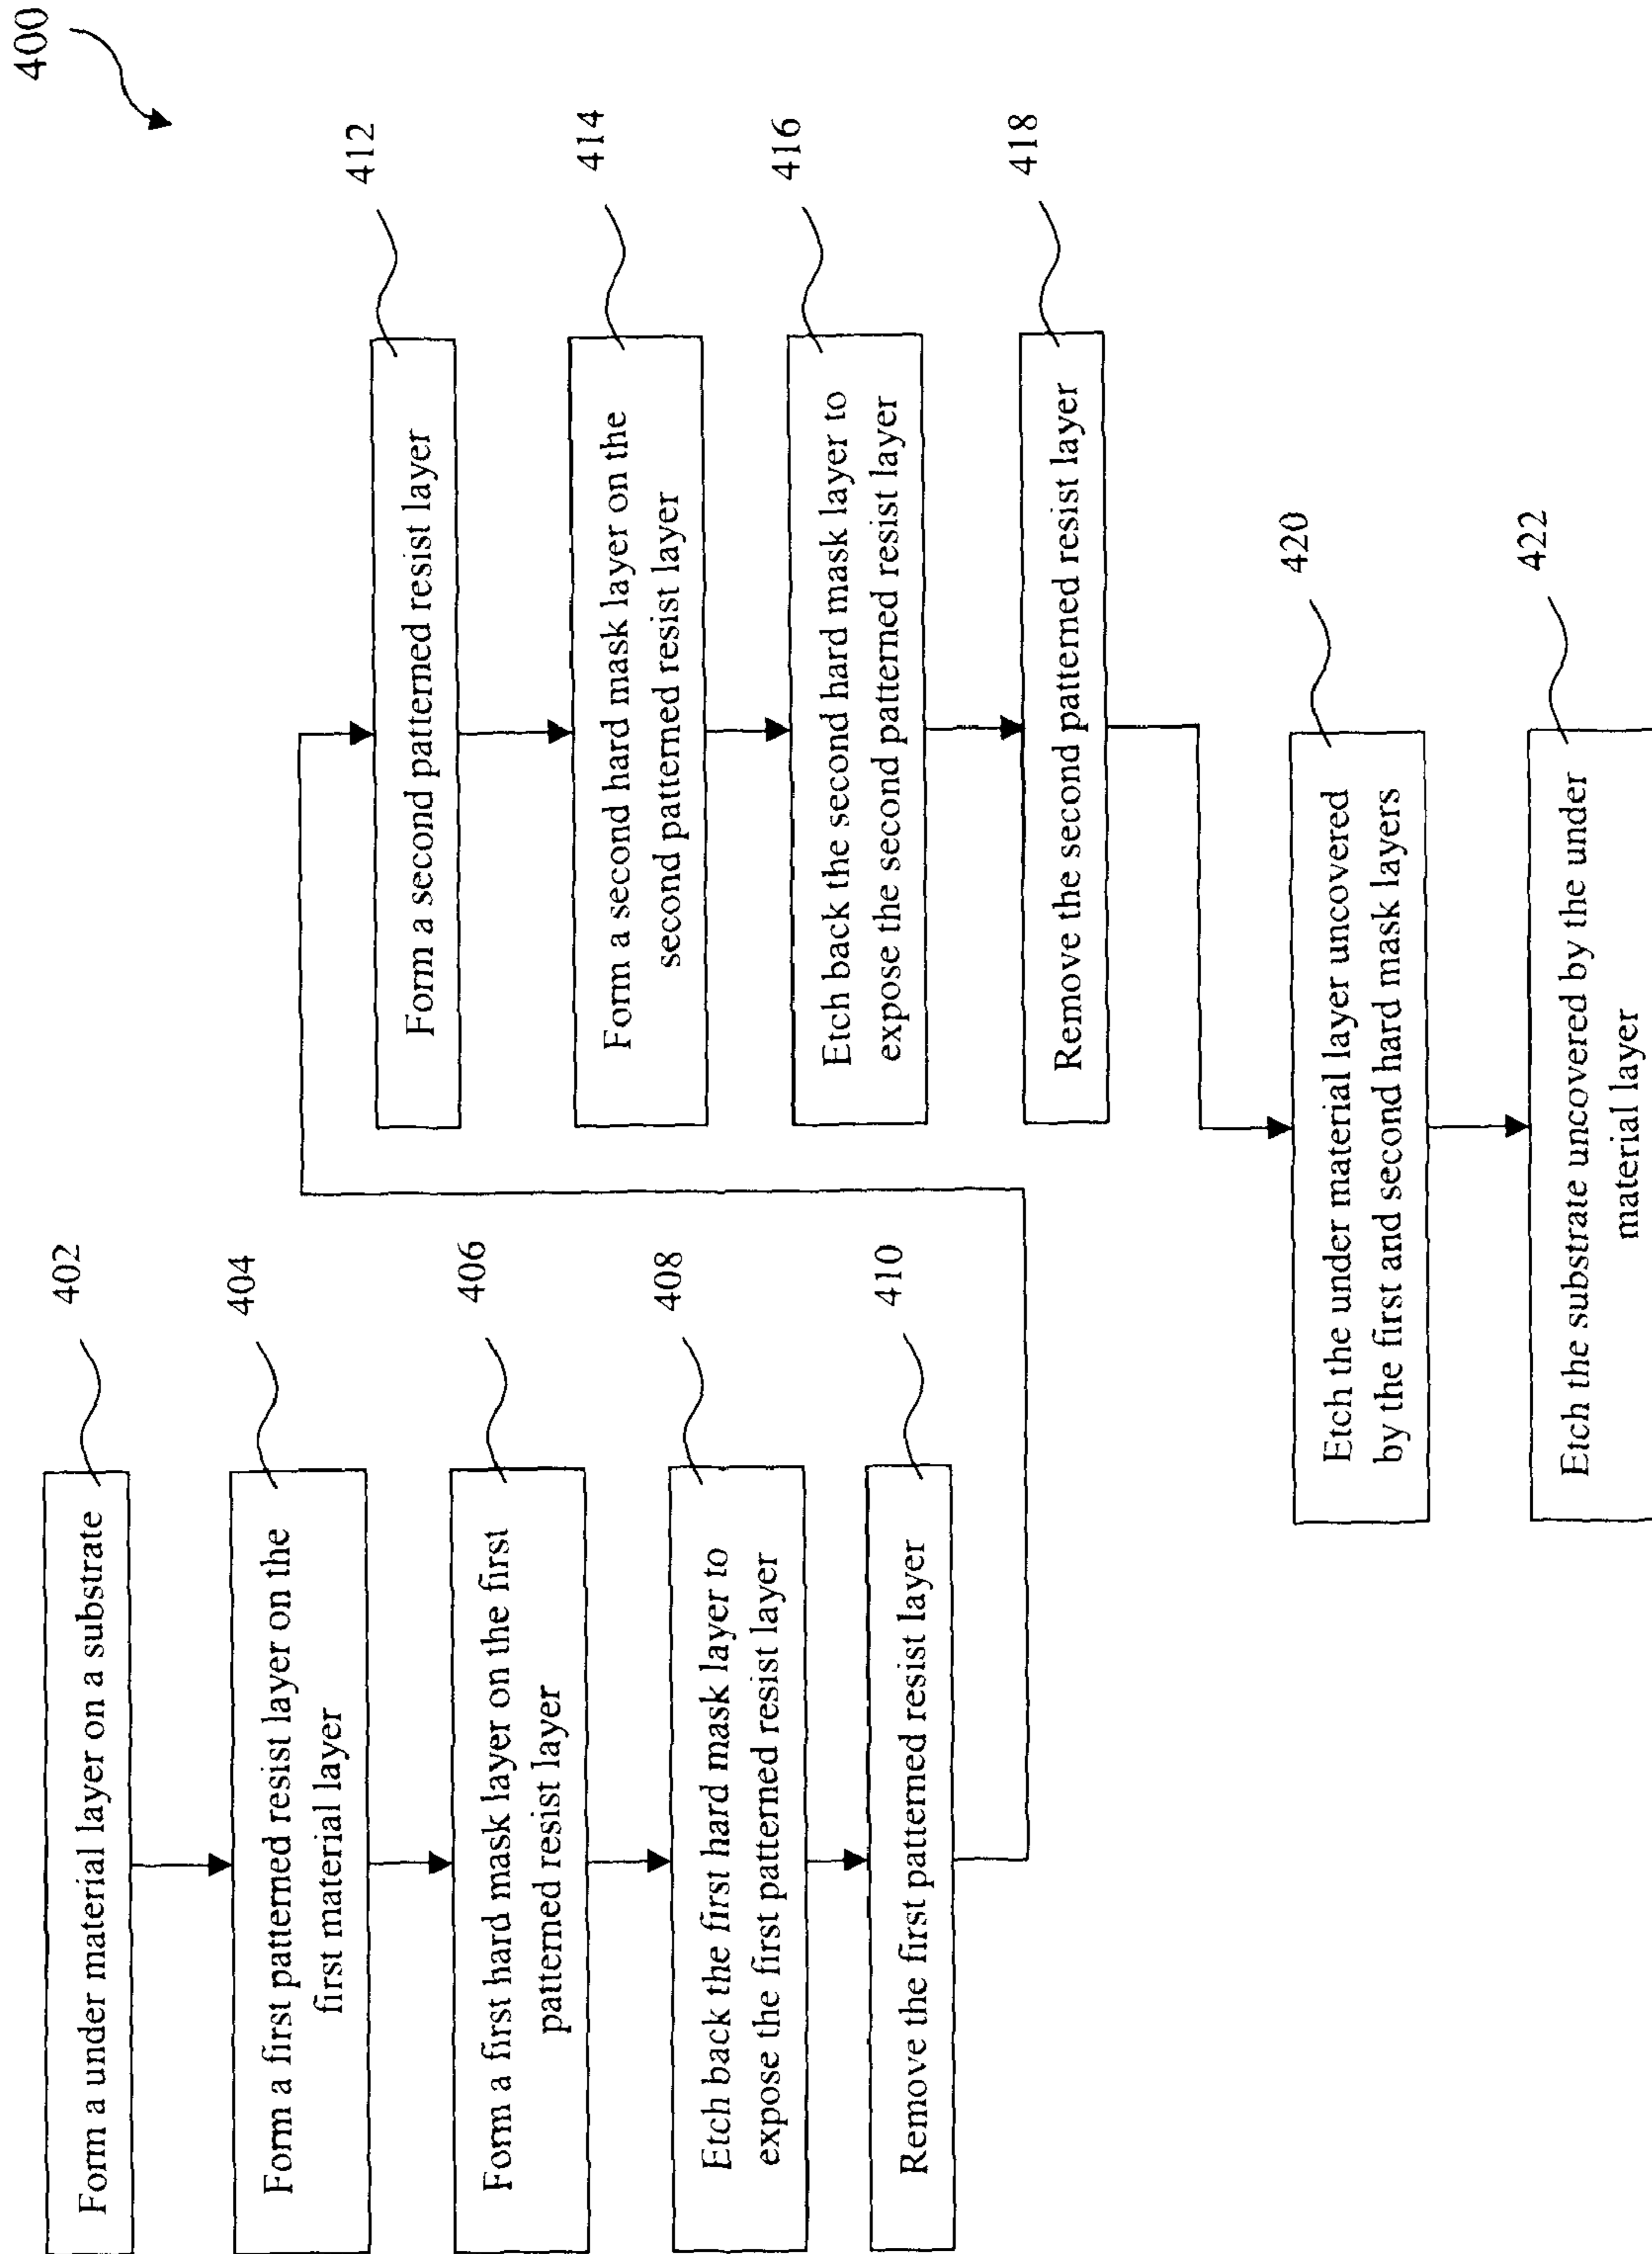 400
402
Form a under material layer on a substrate
404
Form a first patterned resist layer on the
first material layer
406
Form a first hard mask layer on the first
patterned resist layer
408
Etch back the first hard mask layer to
expose the first patterned resist layer
410
Remove the first patterned resist layer
412
Form a second patterned resist layer
414
Form a second hard mask layer on the
second patterned resist layer
416
Etch back the second hard mask layer to
expose the second patterned resist layer
418
Remove the second patterned resist layer
420
Etch the under material layer uncovered
by the first and second hard mask layers
422
Etch the substrate uncovered by the under
material layer